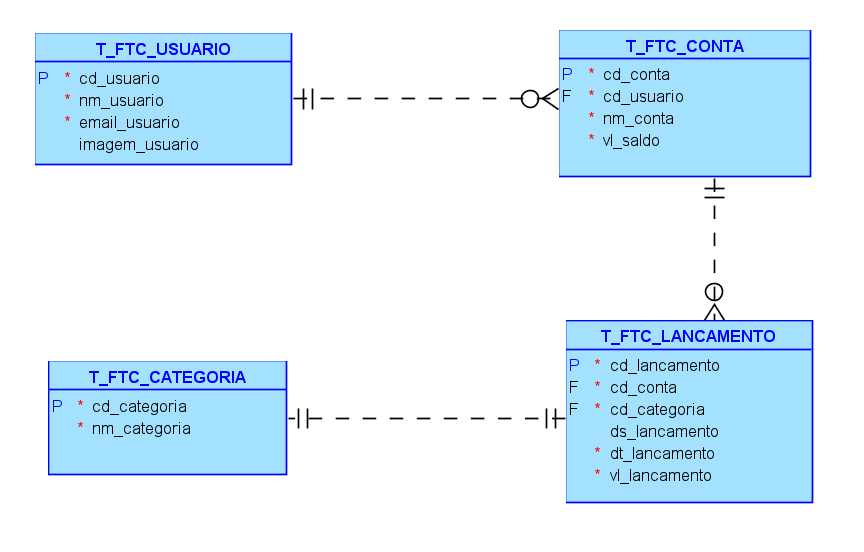 T_FTC_USUARIO
P * cd_usuario
* nm_usuario
* email_usuario
imagem_usuario
T_FTC_CONTA
P * cd_conta
F * cd_usuario
* nm_conta
* vl_saldo
T_FTC_CATEGORIA
P * cd_categoria
* nm_categoria
T_FTC_LANCAMENTO
P * cd_lancamento
F * cd_conta
F * cd_categoria
ds_lancamento
* dt_lancamento
* vl_lancamento